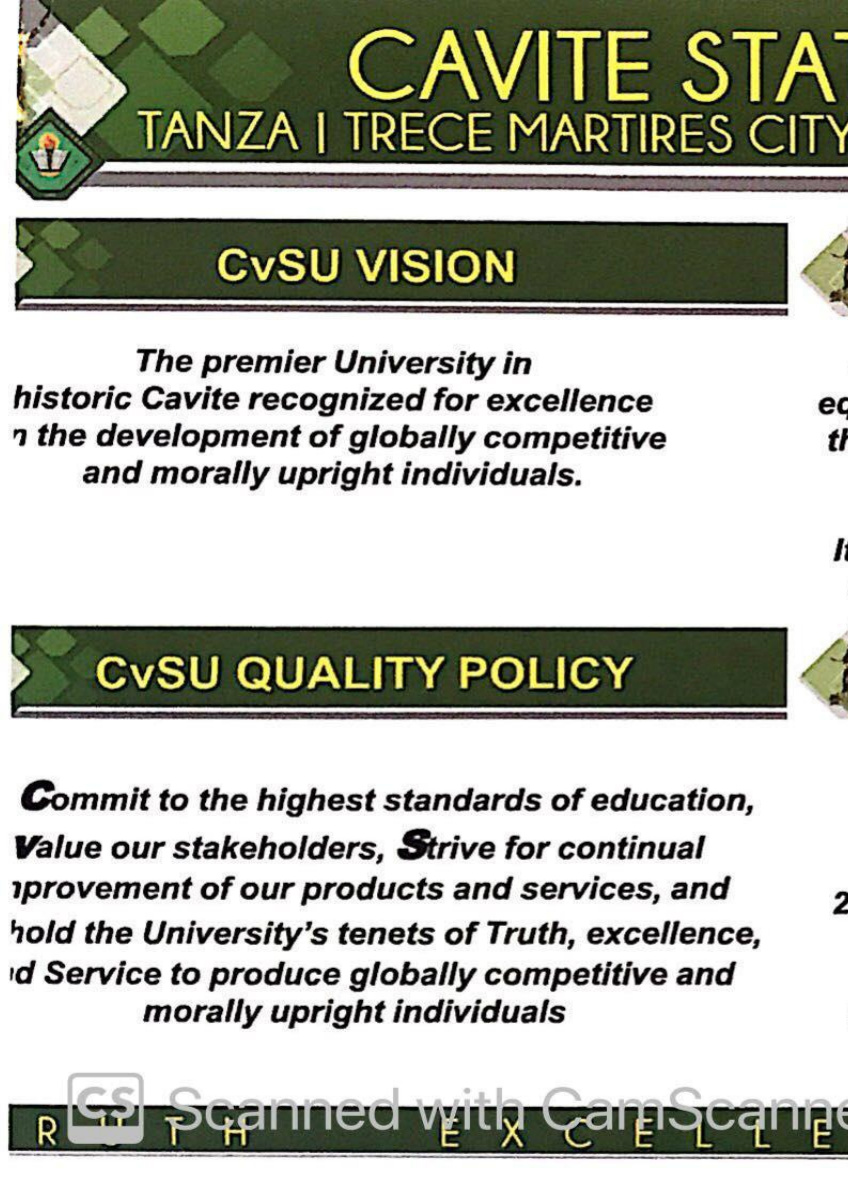 CAVITE STAT
TANZA | TRECE MARTIRES CITY
CvSU VISION
The premier University in
historic Cavite recognized for excellence
n the development of globally competitive
and morally upright individuals.
eq
th
It
CvSU QUALITY POLICY
Commit to the highest standards of education,
Value our stakeholders, Strive for continual
mprovement of our products and services, and
hold the University's tenets of Truth, excellence,
nd Service to produce globally competitive and
morally upright individuals
2
CS Scanned with CamScanne
R U T H E X C E L L E